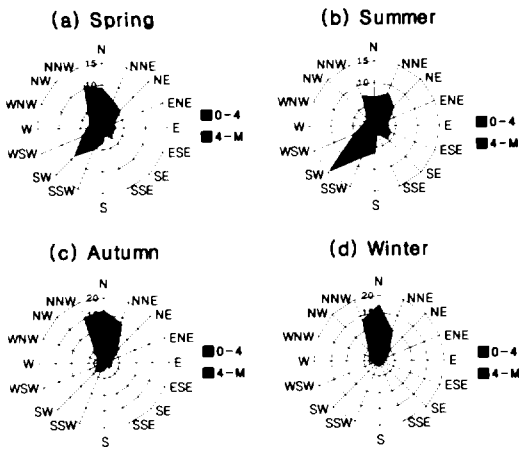 (a) Spring
N
NNW 15 NNE
NW 10 NE
WNW ENE
W E
WSW ESE
SW SE
SSW SSE
S
0-4
4-M
(b) Summer
N
NNW 15 NNE
NW 10 NE
WNW ENE
W E
WSW ESE
SW SE
SSW SSE
S
0-4
4-M
(c) Autumn
N
NNW 20 NNE
NW NE
WNW ENE
W E
WSW ESE
SW SE
SSW SSE
S
0-4
4-M
(d) Winter
N
NNW 20 NNE
NW NE
WNW ENE
W E
WSW ESE
SW SE
SSW SSE
S
0-4
4-M